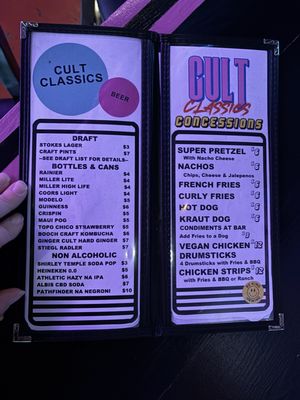 CULT
CLASSICS
BEER
DRAFT
STOKES LAGER $3
CRAFT PINTS $7
~SEE DRAFT LIST FOR DETAILS~
BOTTLES & CANS
RAINIER $4
MILLER LITE $4
MILLER HIGH LIFE $4
COORS LIGHT $4
MODELO $5
GUINNESS $6
CRISPIN $5
MAUI POG $5
TOPO CHICO STRAWBERRY $5
BOOCH CRAFT KOMBUCHA $6
GINGER CULT HARD GINGER $7
STIEGL RADLER $7
NON ALCOHOLIC
SHIRLEY TEMPLE SODA POP $3
HEINEKEN 0.0 $5
ATHLETIC HAZY NA IPA $6
ALBIS CBD SODA $7
PATHFINDER NA NEGRONI $10
CULT
CLASSICS
CONCESSIONS
SUPER PRETZEL
With Nacho Cheese
NACHOS
Chips, Cheese & Jalapenos
FRENCH FRIES
CURLY FRIES
HOT DOG
KRAUT DOG
CONDIMENTS AT BAR
Add Fries to a Dog
VEGAN CHICKEN $12
DRUMSTICKS
4 Drumsticks with Fries & BBQ
CHICKEN STRIPS $12
with Fries & BBQ or Ranch